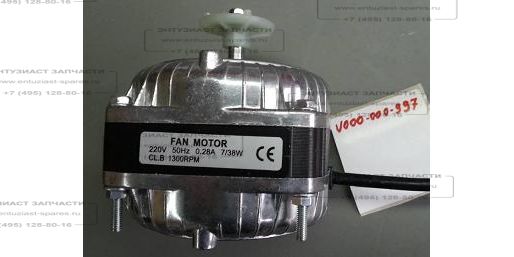 FAN MOTOR
220V 50Hz 0.28A 7/38W
CL.B 1300RPM
CE
V000-000-997
ЭНТУЗИАСТ ЗАПЧАСТИ
www.entuziast-spares.ru
+7 (495) 128-80-16